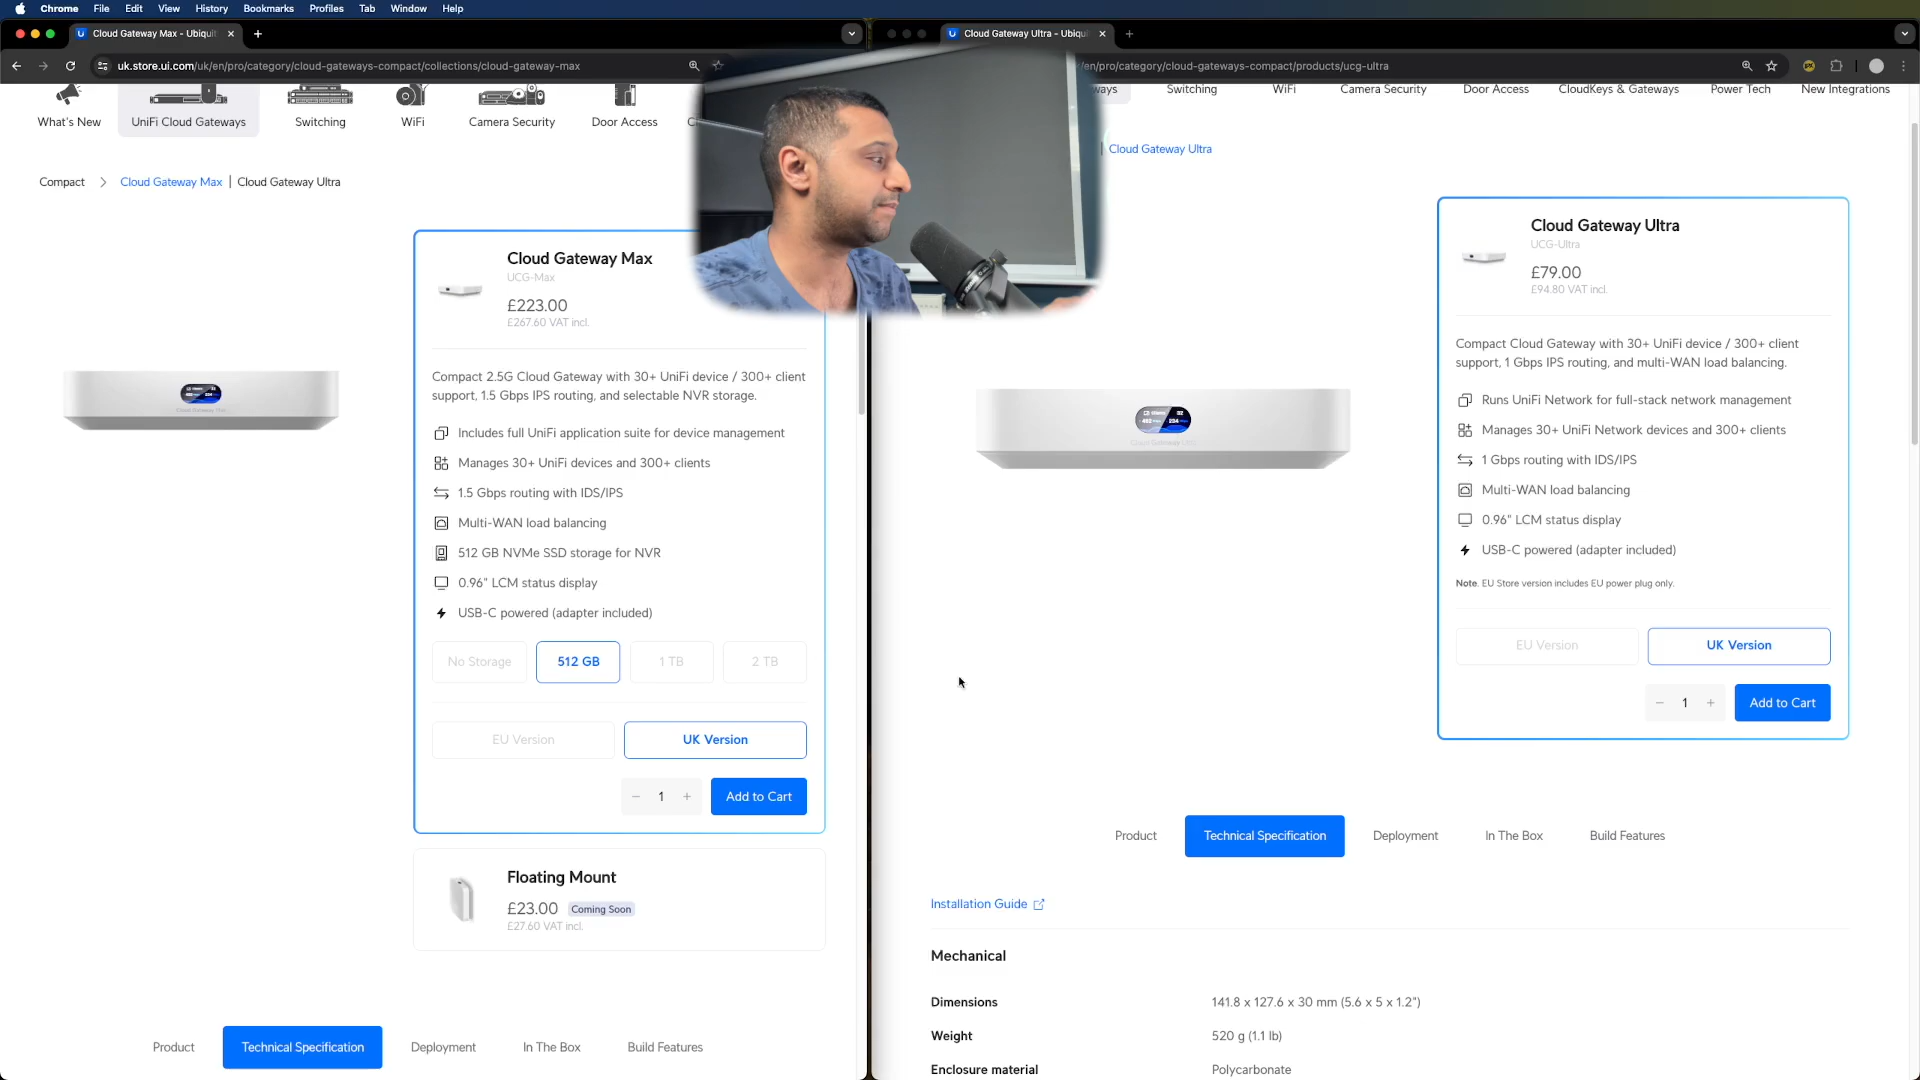 Chrome File Edit View History Bookmarks Profiles Tab Window Help
Cloud Gateway Max - Ubiquit
uk.store.ui.com/uk/en/pro/category/cloud-gateways-compact/collections/cloud-gateway-max
What's New
UniFi Cloud Gateways
Switching
WiFi
Camera Security
Door Access
Compact
Cloud Gateway Max | Cloud Gateway Ultra
Cloud Gateway Max
UCG-Max
£223.00
£267.60 VAT incl.
Compact 2.5G Cloud Gateway with 30+ UniFi device / 300+ client
support, 1.5 Gbps IPS routing, and selectable NVR storage.
Includes full UniFi application suite for device management
Manages 30+ UniFi devices and 300+ clients
1.5 Gbps routing with IDS/IPS
Multi-WAN load balancing
512 GB NVMe SSD storage for NVR
0.96" LCM status display
USB-C powered (adapter included)
No Storage
512 GB
1 TB
2 TB
EU Version
UK Version
1
Add to Cart
Floating Mount
£23.00 Coming Soon
£27.60 VAT incl.
Product
Technical Specification
Deployment
In The Box
Build Features
Cloud Gateway Ultra - Ubiqu
/en/pro/category/cloud-gateways-compact/products/ucg-ultra
ways
Switching
WiFi
Camera Security
Door Access
CloudKeys & Gateways
Power Tech
New Integrations
| Cloud Gateway Ultra
Cloud Gateway Ultra
UCG-Ultra
£79.00
£94.80 VAT incl.
Compact Cloud Gateway with 30+ UniFi device / 300+ client
support, 1 Gbps IPS routing, and multi-WAN load balancing.
Runs UniFi Network for full-stack network management
Manages 30+ UniFi Network devices and 300+ clients
1 Gbps routing with IDS/IPS
Multi-WAN load balancing
0.96" LCM status display
USB-C powered (adapter included)
Note. EU Store version includes EU power plug only.
EU Version
UK Version
1
Add to Cart
Product
Technical Specification
Deployment
In The Box
Build Features
Installation Guide
Mechanical
Dimensions
141.8 x 127.6 x 30 mm (5.6 x 5 x 1.2")
Weight
520 g (1.1 lb)
Enclosure material
Polycarbonate